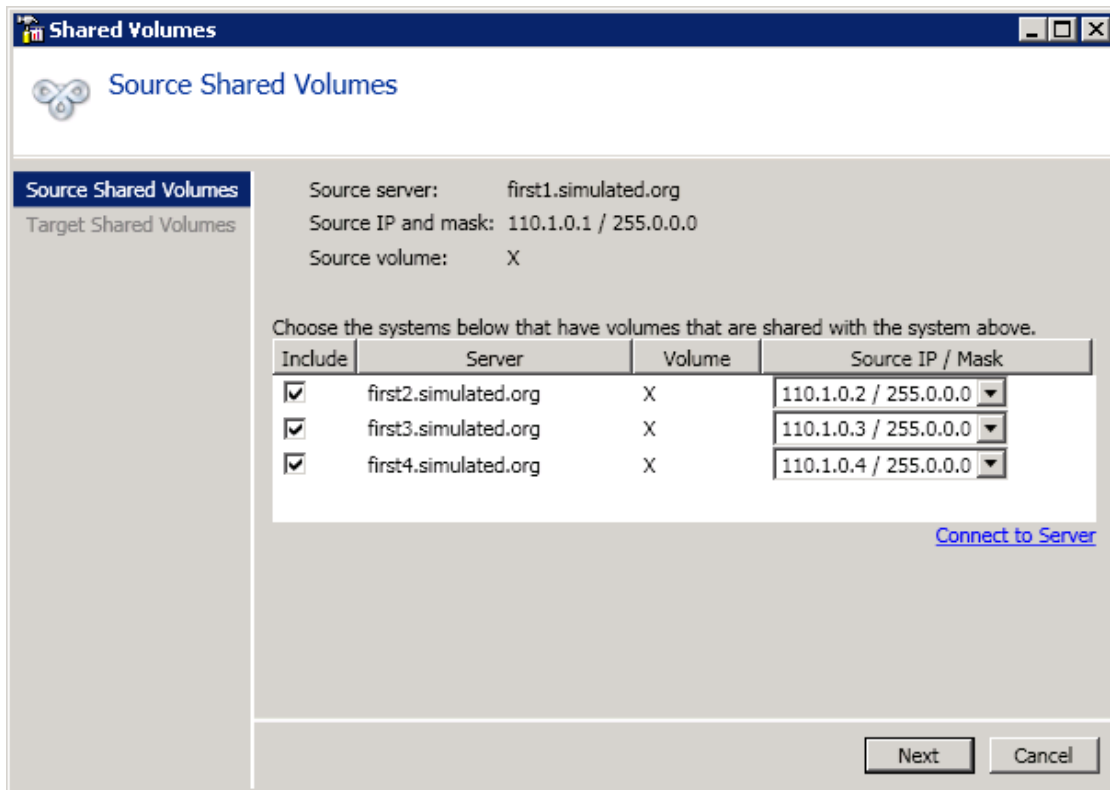 Shared Volumes
Source Shared Volumes
Source Shared Volumes
Target Shared Volumes
Source server: first1.simulated.org
Source IP and mask: 110.1.0.1 / 255.0.0.0
Source volume: X
Choose the systems below that have volumes that are shared with the system above.
Include Server Volume Source IP / Mask
first2.simulated.org X 110.1.0.2 / 255.0.0.0
first3.simulated.org X 110.1.0.3 / 255.0.0.0
first4.simulated.org X 110.1.0.4 / 255.0.0.0
Connect to Server
Next Cancel